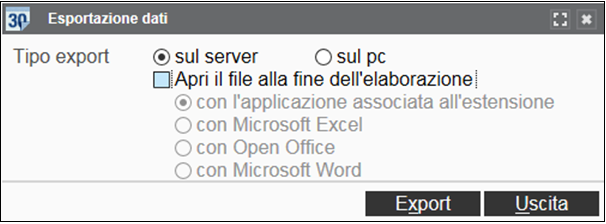 30 Esportazione dati
Tipo export sul server sul pc
Apri il file alla fine dell'elaborazione
con l'applicazione associata all'estensione
con Microsoft Excel
con Open Office
con Microsoft Word
Export Uscita